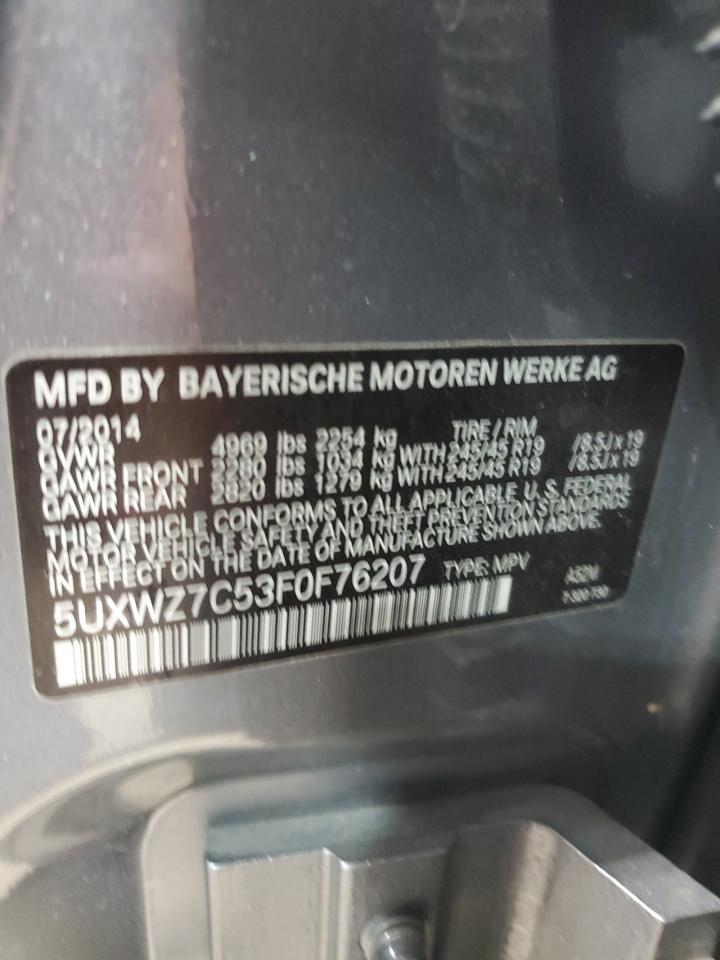 MFD BY BAYERISCHE MOTOREN WERKE AG
07/2014 TIRE / RIM
GVWR 4969 lbs 2254 kg
GAWR FRONT 2280 lbs 1034 kg WITH 245/45 R19 /8.5J x 19
GAWR REAR 2820 lbs 1279 kg WITH 245/45 R19 /8.5J x 19
THIS VEHICLE CONFORMS TO ALL APPLICABLE U.S. FEDERAL
MOTOR VEHICLE SAFETY AND THEFT PREVENTION STANDARDS
IN EFFECT ON THE DATE OF MANUFACTURE SHOWN ABOVE.
5UXWZ7C53F0F76207 TYPE: MPV